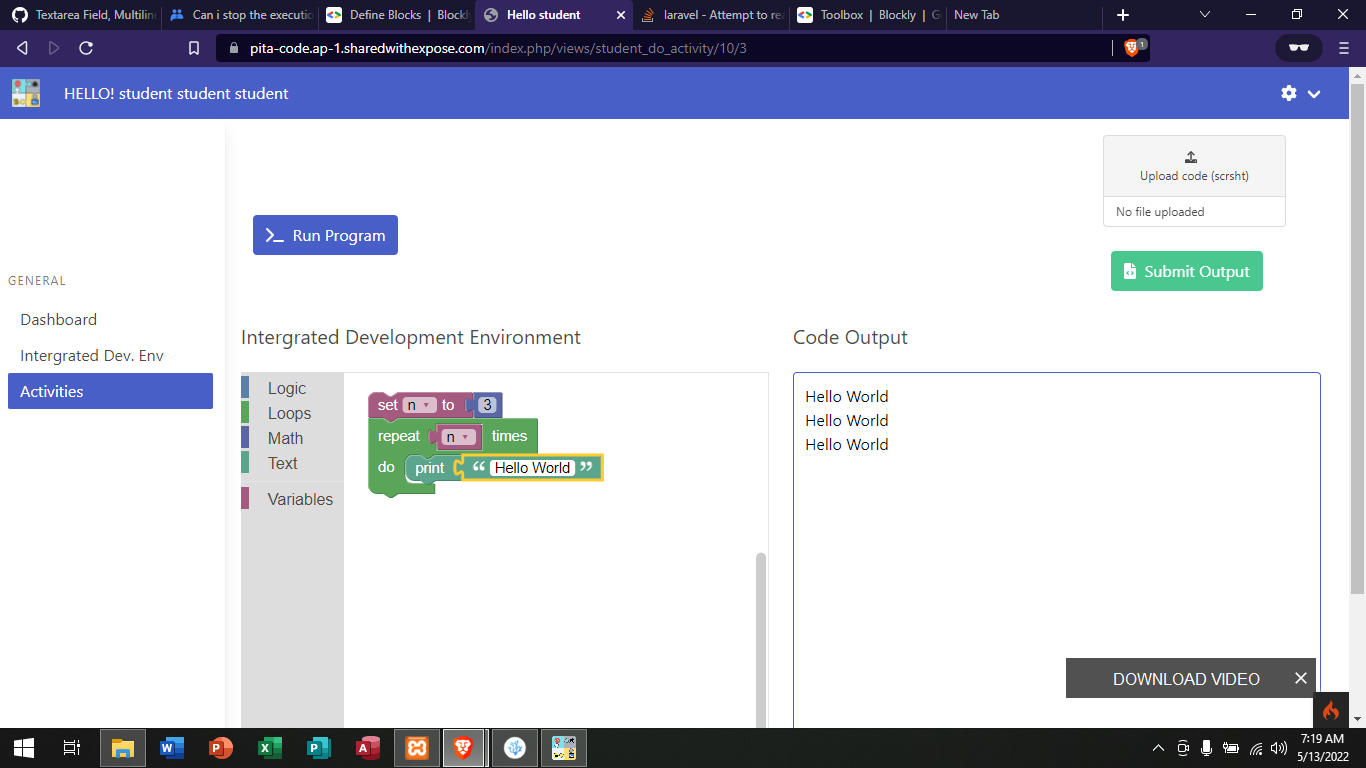 Textarea Field, Multilin
Can i stop the executio
Define Blocks | Blockl
Hello student
laravel - Attempt to rea
Toolbox | Blockly | G
New Tab
pita-code.ap-1.sharedwithexpose.com/index.php/views/student_do_activity/10/3
1
HELLO! student student student
Upload code (scrsht)
No file uploaded
Run Program
Submit Output
GENERAL
Dashboard
Intergrated Dev. Env
Activities
Intergrated Development Environment
Code Output
Logic
Loops
Math
Text
Variables
set n to 3
repeat n times
do print “ Hello World ”
Hello World
Hello World
Hello World
DOWNLOAD VIDEO
7:19 AM
5/13/2022